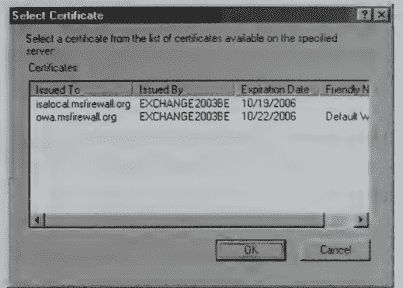 Select Certificate
Select a certificate from the list of certificates available on the specified
server
Certificates:
Issued To Issued By Expiration Date Friendly N
isalocal.msfirewall.org EXCHANGE2003BE 10/19/2006
owa.msfirewall.org EXCHANGE2003BE 10/22/2006 Default W
OK Cancel